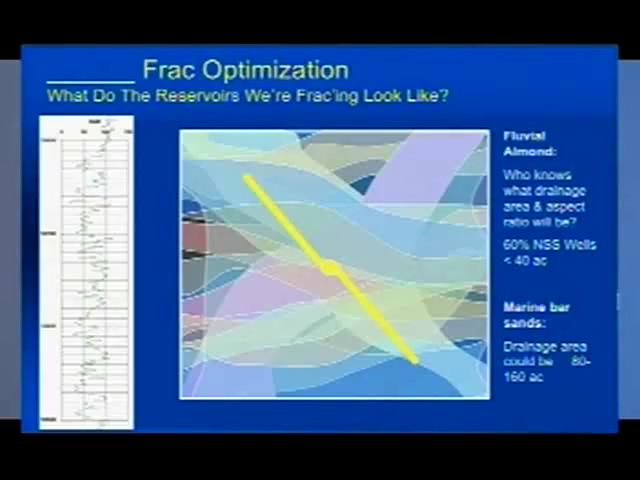 ______ Frac Optimization
What Do The Reservoirs We're Frac'ing Look Like?
Fluvial
Almond:
Who knows
what drainage
area & aspect
ratio will be?
60% NSS Wells
< 40 ac
Marine bar
sands:
Drainage area
could be 80-
160 ac